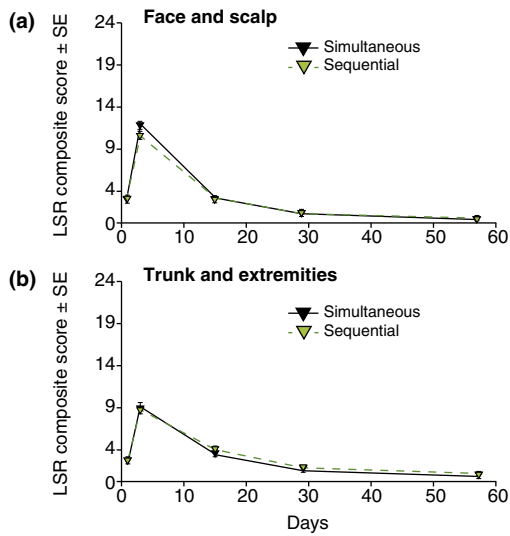 (a)
Face and scalp
LSR composite score ± SE
24
19
14
9
4
0
Simultaneous
Sequential
0 10 20 30 40 50 60
(b)
Trunk and extremities
LSR composite score ± SE
24
19
14
9
4
0
Simultaneous
Sequential
0 10 20 30 40 50 60
Days